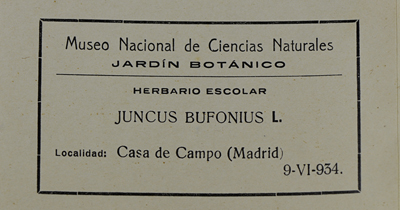 Museo Nacional de Ciencias Naturales
JARDÍN BOTÁNICO
HERBARIO ESCOLAR
JUNCUS BUFONIUS L.
Localidad: Casa de Campo (Madrid)
9-VI-934.